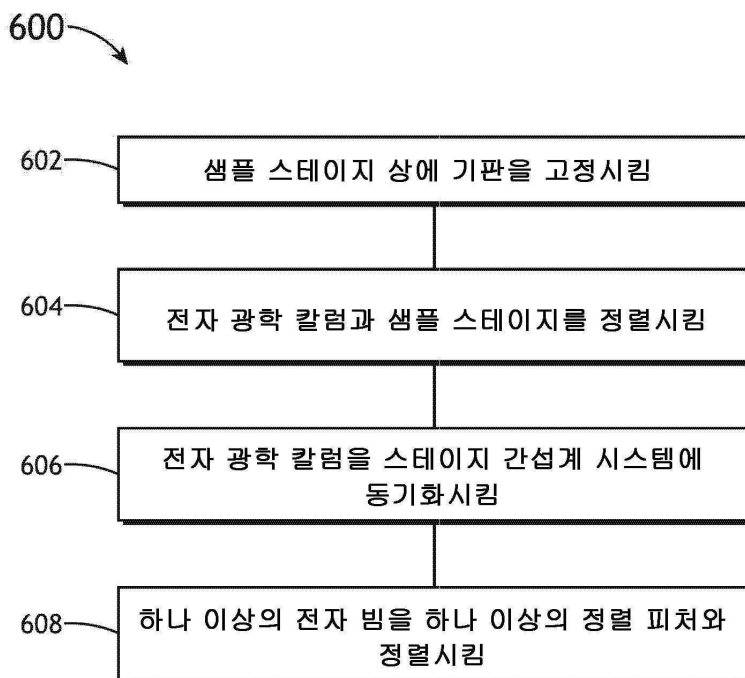 600
602
샘플 스테이지 상에 기판을 고정시킴
604
전자 광학 칼럼과 샘플 스테이지를 정렬시킴
606
전자 광학 칼럼을 스테이지 간섭계 시스템에
동기화시킴
608
하나 이상의 전자 빔을 하나 이상의 정렬 피처와
정렬시킴